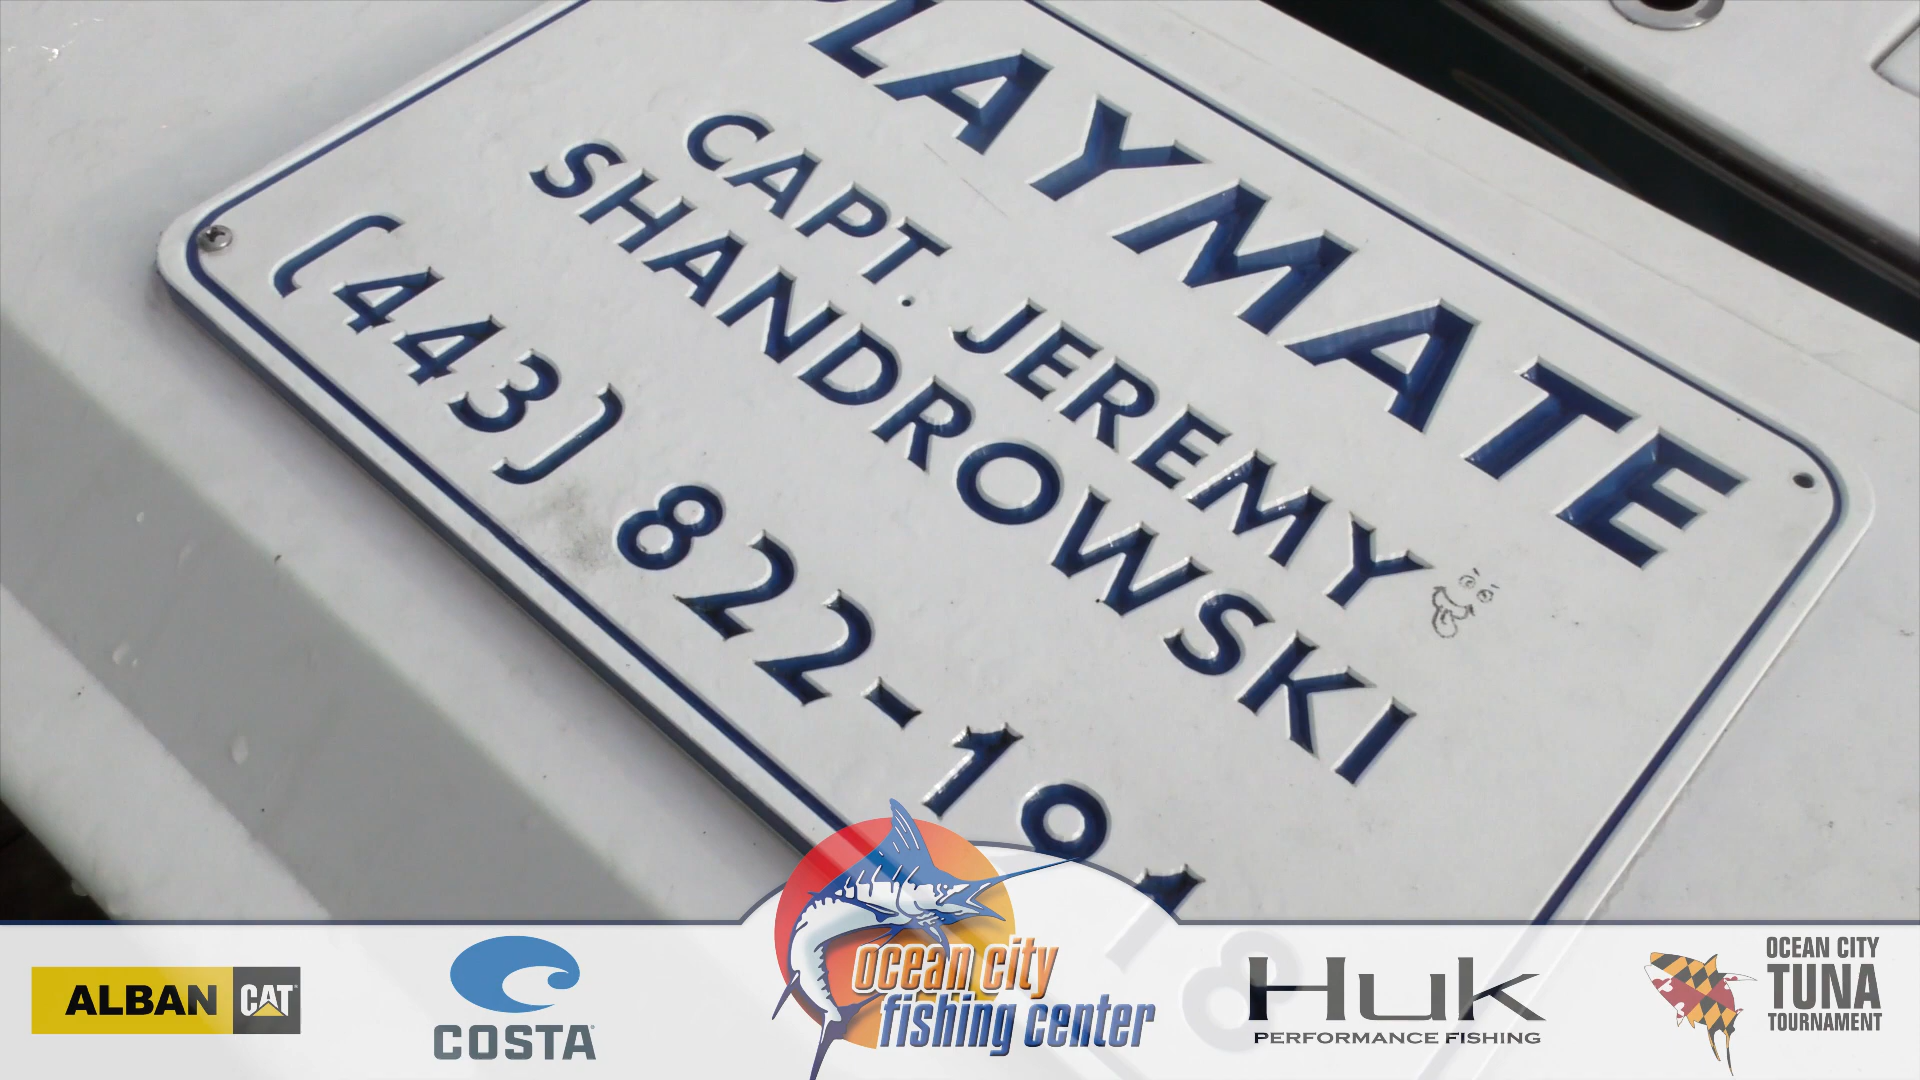 LAYMATE
CAPT. JEREMY
SHANDROWSKI
(443) 822-1918
ALBAN CAT
COSTA
ocean city
fishing center
Huk
PERFORMANCE FISHING
OCEAN CITY
TUNA
TOURNAMENT